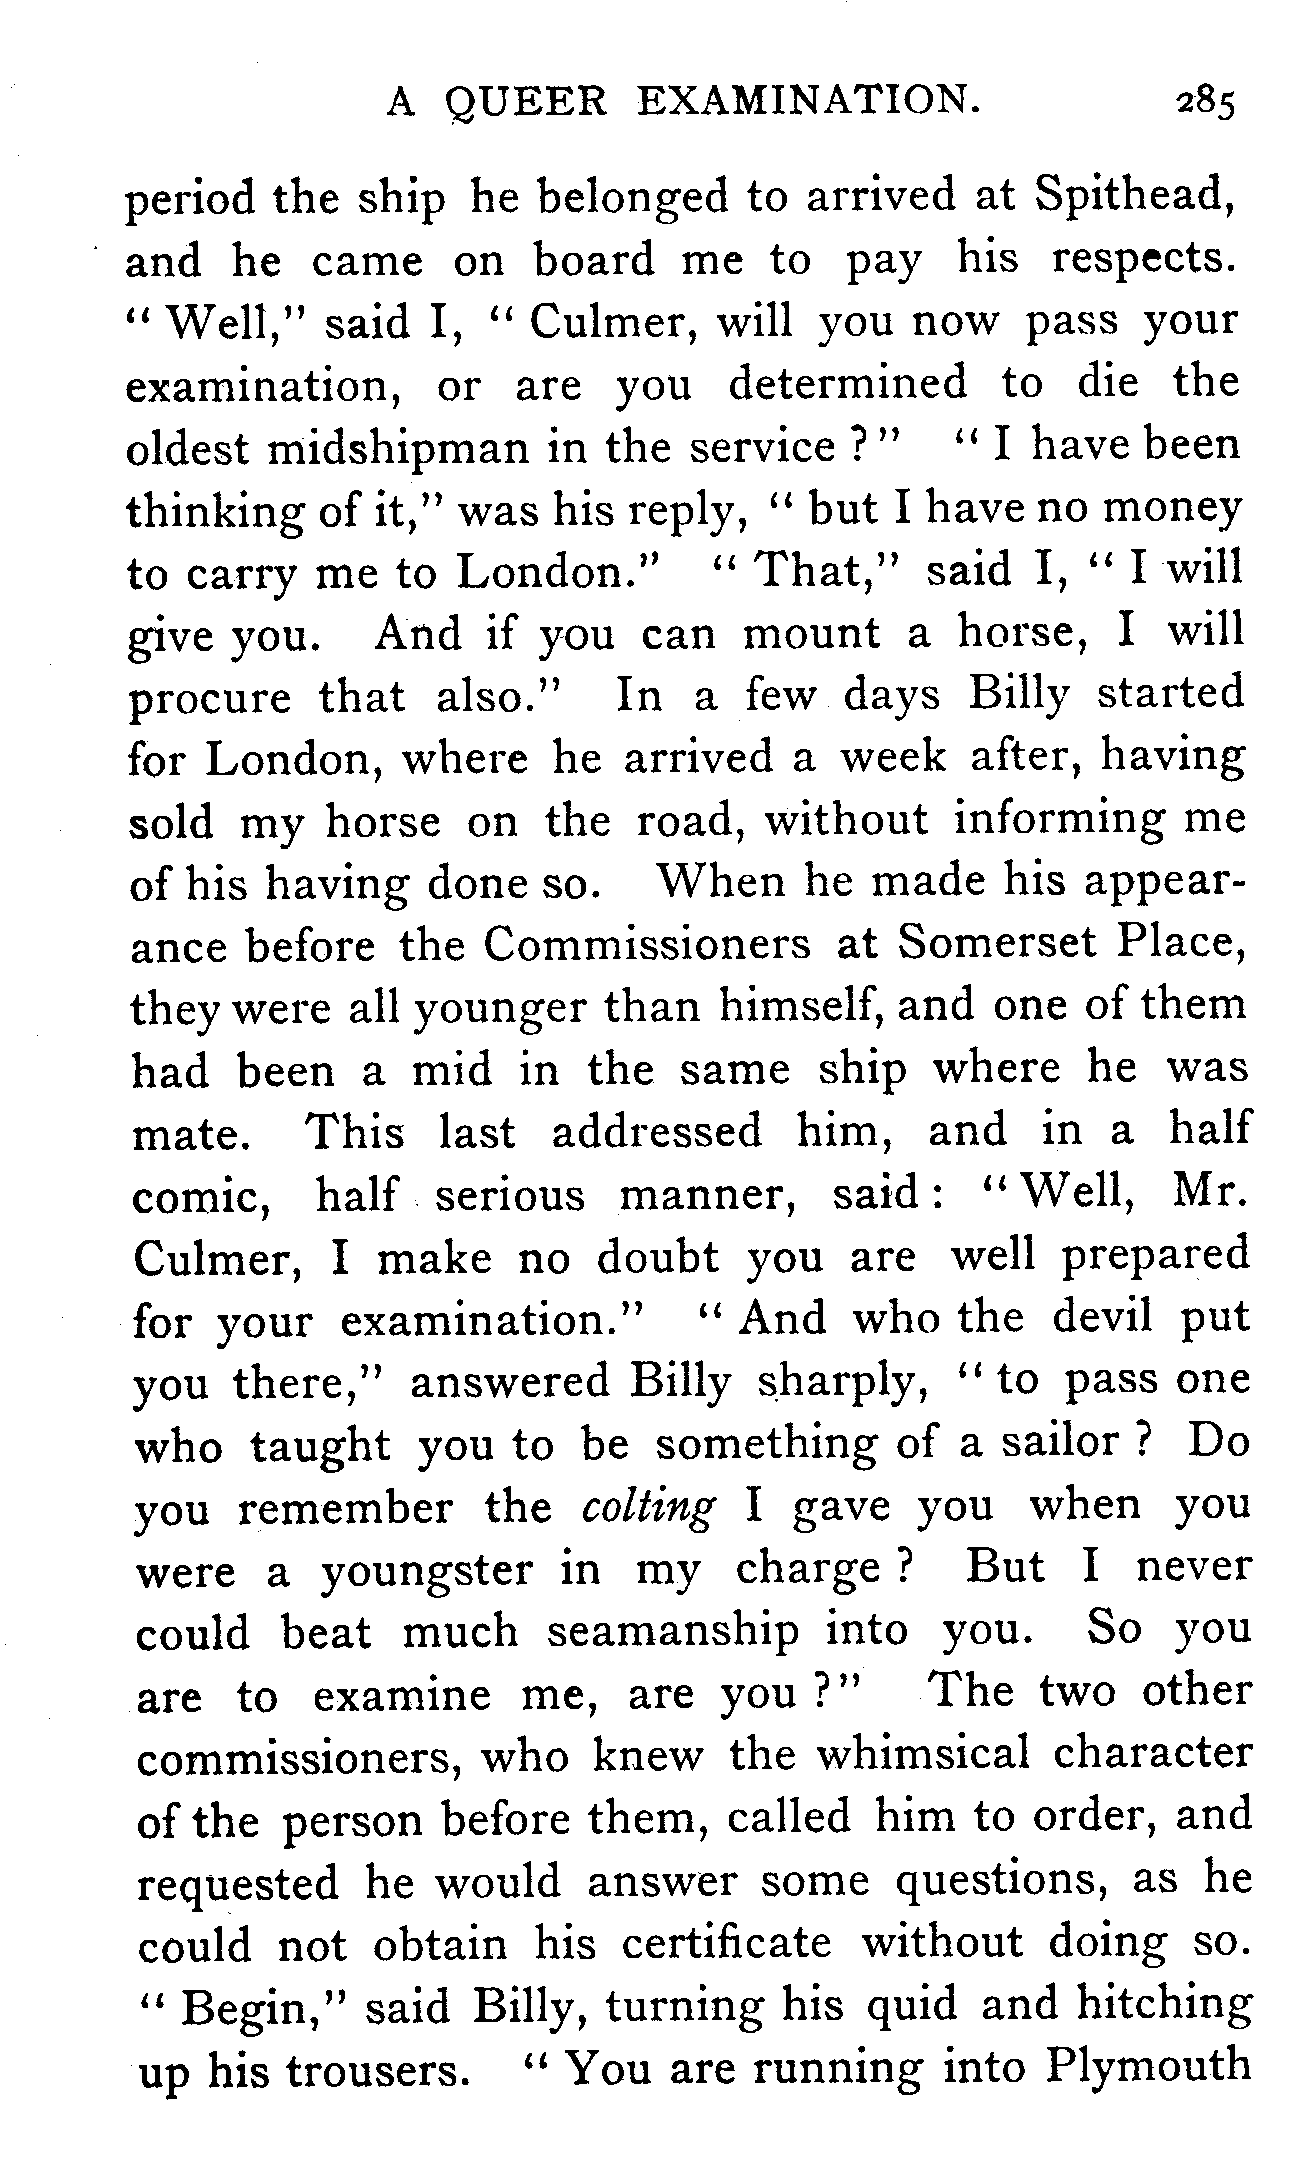 A QUEER EXAMINATION. 285
period the ship he belonged to arrived at Spithead,
and he came on board me to pay his respects.
" Well," said I, " Culmer, will you now pass your
examination, or are you determined to die the
oldest midshipman in the service ? " " I have been
thinking of it," was his reply, " but I have no money
to carry me to London." " That," said I, " I will
give you. And if you can mount a horse, I will
procure that also." In a few days Billy started
for London, where he arrived a week after, having
sold my horse on the road, without informing me
of his having done so. When he made his appear-
ance before the Commissioners at Somerset Place,
they were all younger than himself, and one of them
had been a mid in the same ship where he was
mate. This last addressed him, and in a half
comic, half serious manner, said : " Well, Mr.
Culmer, I make no doubt you are well prepared
for your examination." " And who the devil put
you there," answered Billy sharply, " to pass one
who taught you to be something of a sailor ? Do
you remember the colting I gave you when you
were a youngster in my charge ? But I never
could beat much seamanship into you. So you
are to examine me, are you ? " The two other
commissioners, who knew the whimsical character
of the person before them, called him to order, and
requested he would answer some questions, as he
could not obtain his certificate without doing so.
" Begin," said Billy, turning his quid and hitching
up his trousers. " You are running into Plymouth